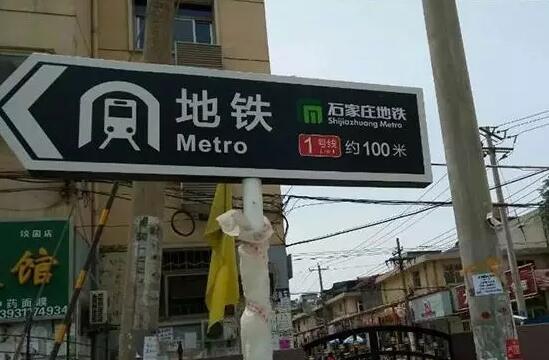 地铁
Metro
石家庄地铁
Shijiazhuang Metro
1号线
约100米
馆